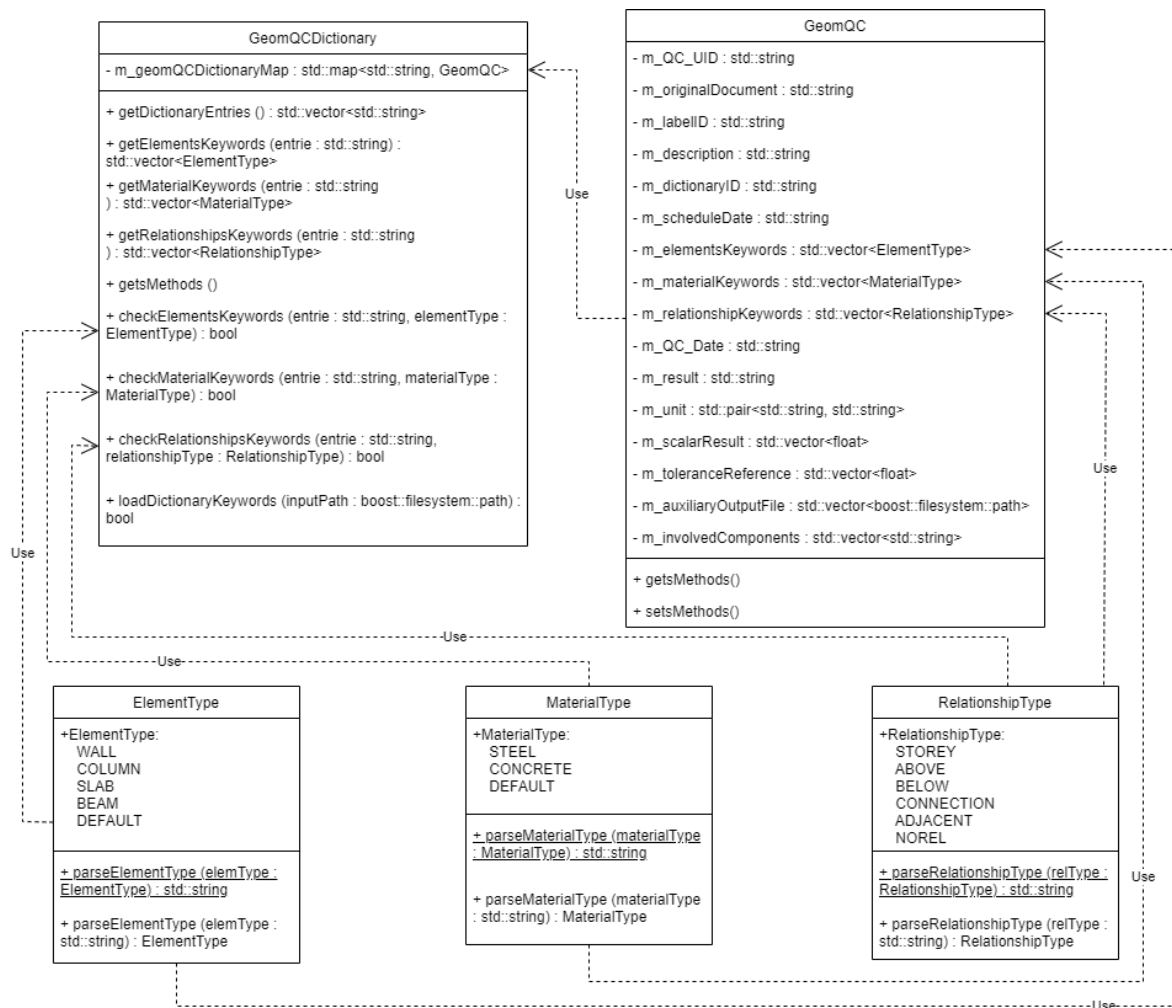 GeomQCDictionary
- m_geomQCDictionaryMap : std::map<std::string, GeomQC>
+ getDictionaryEntries () : std::vector<std::string>
+ getElementsKeywords (entrie : std::string) :
std::vector<ElementType>
+ getMaterialKeywords (entrie : std::string
) : std::vector<MaterialType>
+ getRelationshipsKeywords (entrie : std::string
) : std::vector<RelationshipType>
+ getsMethods ()
+ checkElementsKeywords (entrie : std::string, elementType :
ElementType) : bool
+ checkMaterialKeywords (entrie : std::string, materialType :
MaterialType) : bool
+ checkRelationshipsKeywords (entrie : std::string,
relationshipType : RelationshipType) : bool
+ loadDictionaryKeywords (inputPath : boost::filesystem::path) :
bool
Use
GeomQC
- m_QC_UID : std::string
- m_originalDocument : std::string
- m_labelID : std::string
- m_description : std::string
- m_dictionaryID : std::string
- m_scheduleDate : std::string
- m_elementsKeywords : std::vector<ElementType>
- m_materialKeywords : std::vector<MaterialType>
- m_relationshipKeywords : std::vector<RelationshipType>
- m_QC_Date : std::string
- m_result : std::string
- m_unit : std::pair<std::string, std::string>
- m_scalarResult : std::vector<float>
- m_toleranceReference : std::vector<float>
- m_auxiliaryOutputFile : std::vector<boost::filesystem::path>
- m_involvedComponents : std::vector<std::string>
+ getsMethods()
+ setsMethods()
Use
Use
Use
Use
ElementType
+ElementType:
WALL
COLUMN
SLAB
BEAM
DEFAULT
+ parseElementType (elemType :
ElementType) : std::string
+ parseElementType (elemType :
std::string) : ElementType
MaterialType
+MaterialType:
STEEL
CONCRETE
DEFAULT
+ parseMaterialType (materialType
: MaterialType) : std::string
+ parseMaterialType (materialType
: std::string) : MaterialType
RelationshipType
+RelationshipType:
STOREY
ABOVE
BELOW
CONNECTION
ADJACENT
NOREL
+ parseRelationshipType (relType :
RelationshipType) : std::string
+ parseRelationshipType (relType :
std::string) : RelationshipType
Use
Use